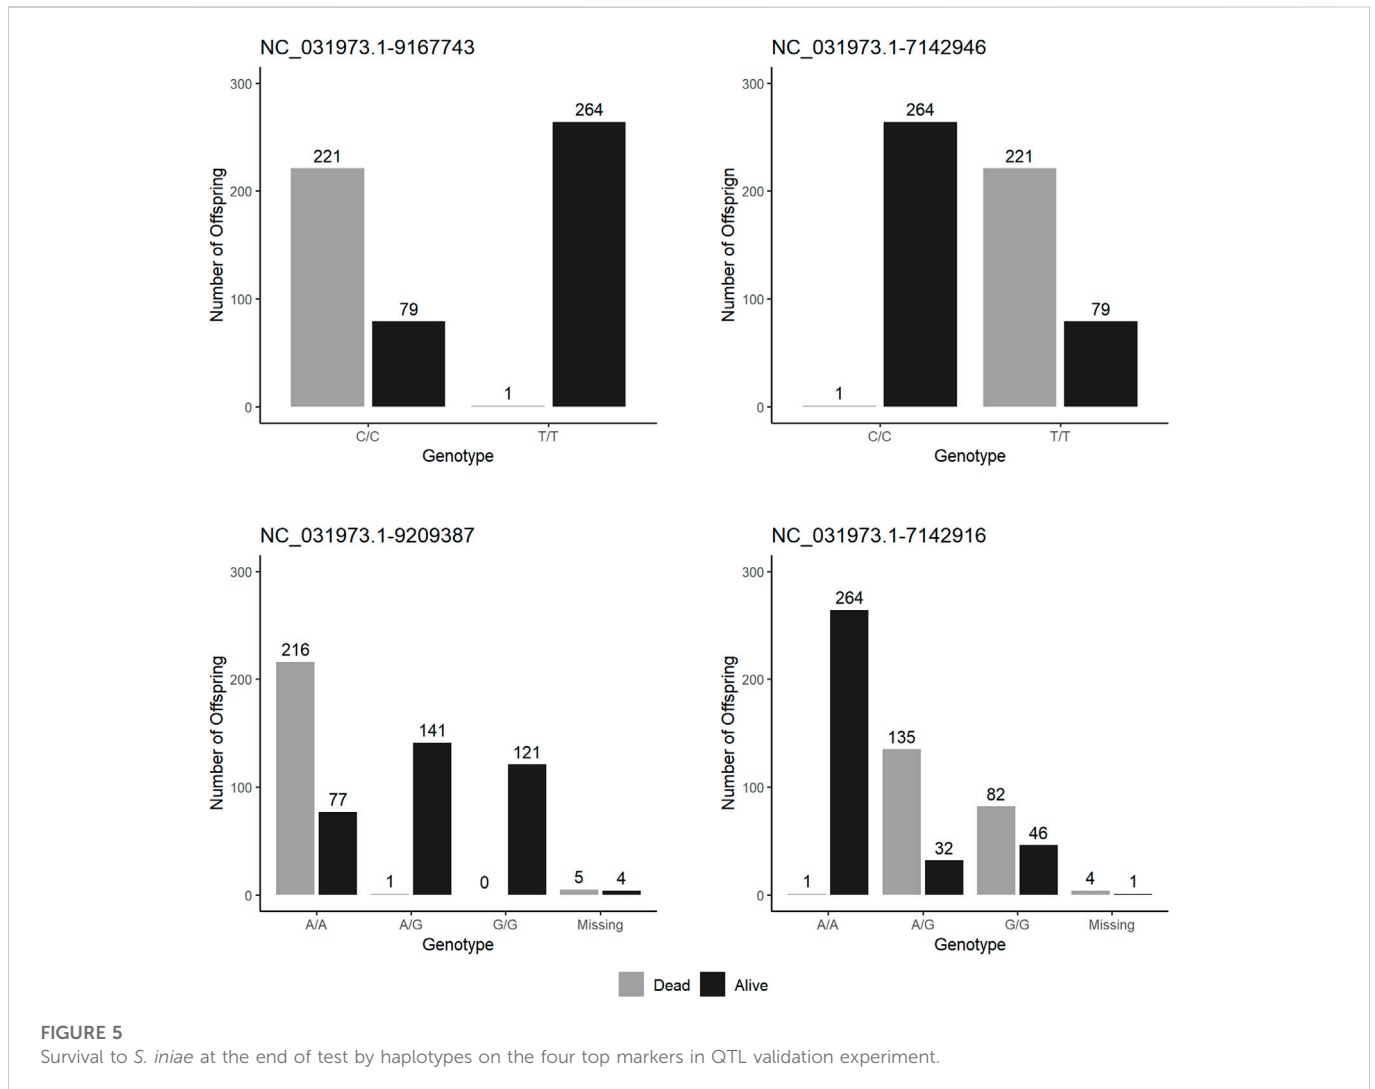 NC_031973.1-9167743
300
200
100
0
Number of Offspring
221
79
1
264
C/C
T/T
Genotype
NC_031973.1-7142946
300
200
100
0
Number of Offsprign
1
264
221
79
C/C
T/T
Genotype
NC_031973.1-9209387
300
200
100
0
Number of Offspring
216
77
1
141
0
121
5
4
A/A
A/G
G/G
Missing
Genotype
NC_031973.1-7142916
300
200
100
0
Number of Offspring
1
264
135
32
82
46
4
1
A/A
A/G
G/G
Missing
Genotype
Dead
Alive
FIGURE 5
Survival to S. iniae at the end of test by haplotypes on the four top markers in QTL validation experiment.